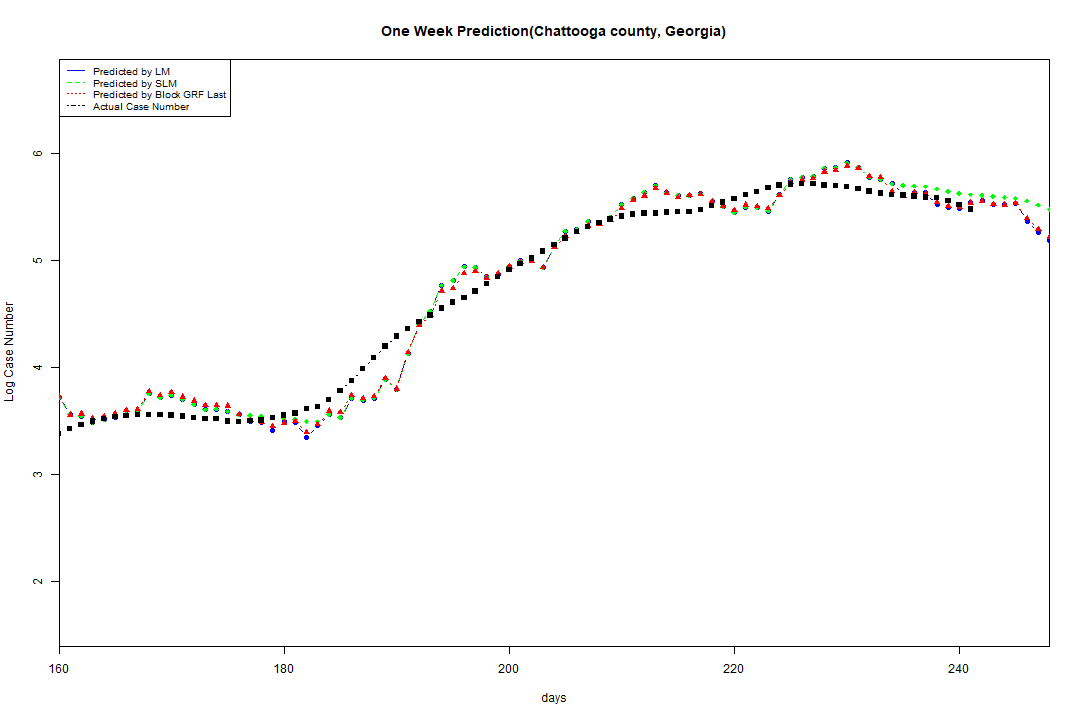 One Week Prediction(Chattooga county, Georgia)
Predicted by LM
Predicted by SLM
Predicted by Block GRF Last
Actual Case Number
6
5
4
3
2
Log Case Number
160 180 200 220 240
days